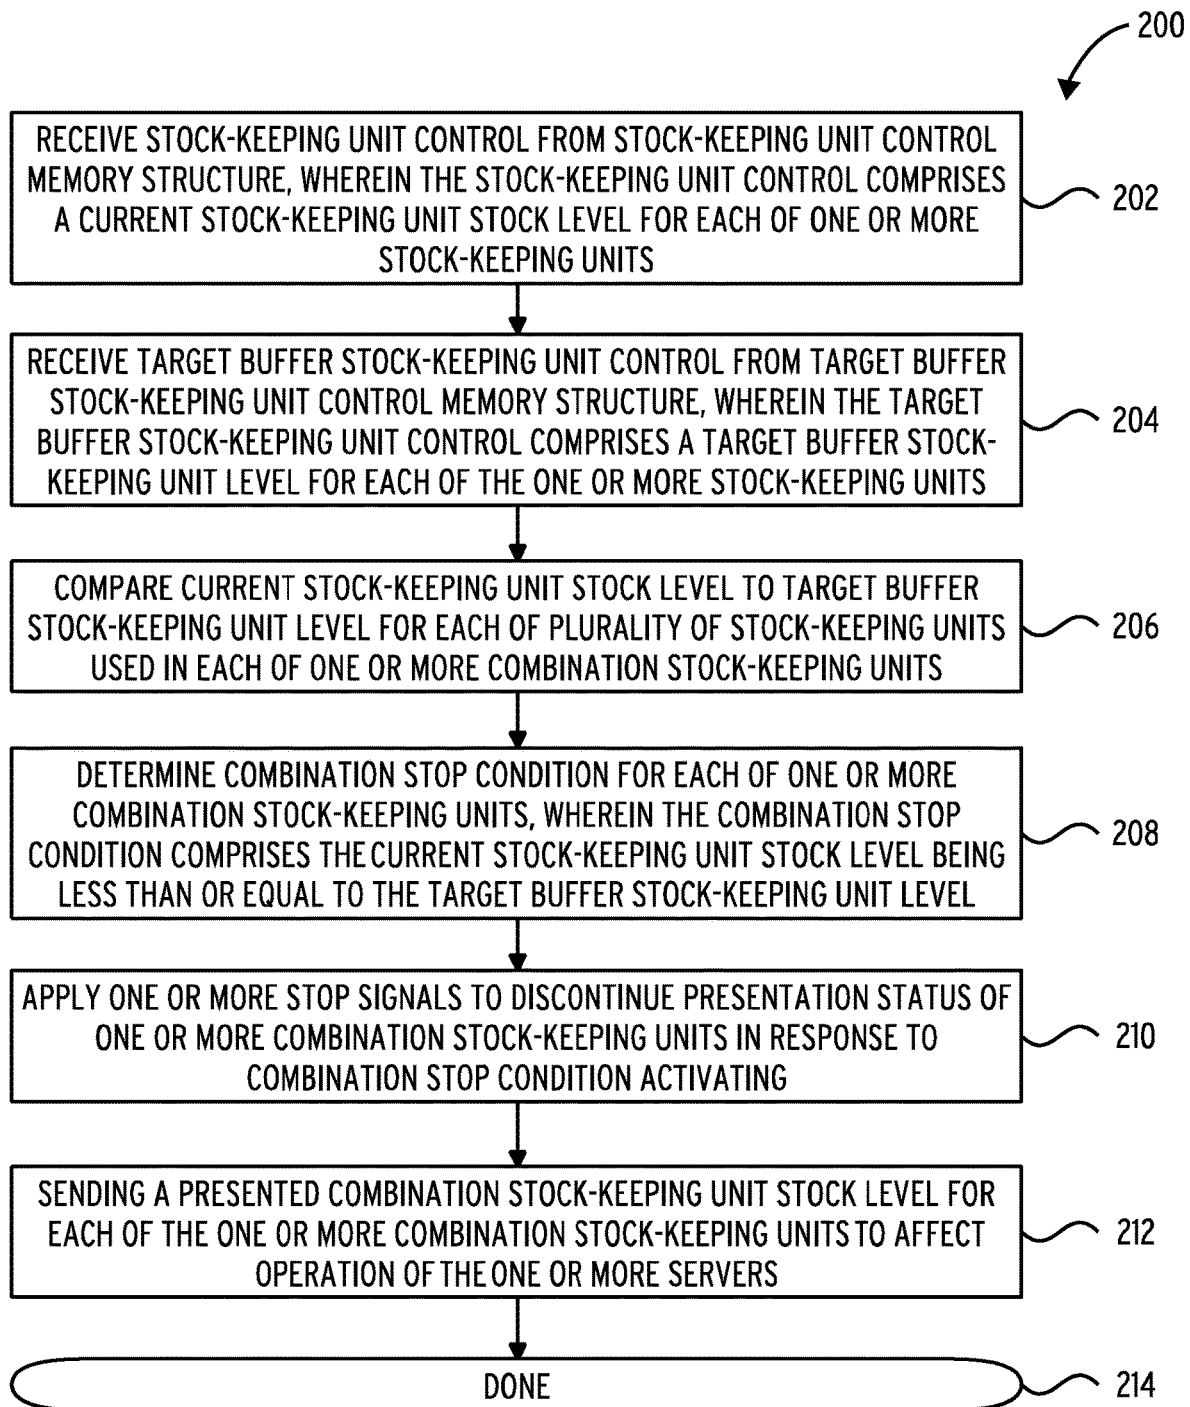 200
RECEIVE STOCK-KEEPING UNIT CONTROL FROM STOCK-KEEPING UNIT CONTROL
MEMORY STRUCTURE, WHEREIN THE STOCK-KEEPING UNIT CONTROL COMPRISES
A CURRENT STOCK-KEEPING UNIT STOCK LEVEL FOR EACH OF ONE OR MORE
STOCK-KEEPING UNITS
202
RECEIVE TARGET BUFFER STOCK-KEEPING UNIT CONTROL FROM TARGET BUFFER
STOCK-KEEPING UNIT CONTROL MEMORY STRUCTURE, WHEREIN THE TARGET
BUFFER STOCK-KEEPING UNIT CONTROL COMPRISES A TARGET BUFFER STOCK-
KEEPING UNIT LEVEL FOR EACH OF THE ONE OR MORE STOCK-KEEPING UNITS
204
COMPARE CURRENT STOCK-KEEPING UNIT STOCK LEVEL TO TARGET BUFFER
STOCK-KEEPING UNIT LEVEL FOR EACH OF PLURALITY OF STOCK-KEEPING UNITS
USED IN EACH OF ONE OR MORE COMBINATION STOCK-KEEPING UNITS
206
DETERMINE COMBINATION STOP CONDITION FOR EACH OF ONE OR MORE
COMBINATION STOCK-KEEPING UNITS, WHEREIN THE COMBINATION STOP
CONDITION COMPRISES THE CURRENT STOCK-KEEPING UNIT STOCK LEVEL BEING
LESS THAN OR EQUAL TO THE TARGET BUFFER STOCK-KEEPING UNIT LEVEL
208
APPLY ONE OR MORE STOP SIGNALS TO DISCONTINUE PRESENTATION STATUS OF
ONE OR MORE COMBINATION STOCK-KEEPING UNITS IN RESPONSE TO
COMBINATION STOP CONDITION ACTIVATING
210
SENDING A PRESENTED COMBINATION STOCK-KEEPING UNIT STOCK LEVEL FOR
EACH OF THE ONE OR MORE COMBINATION STOCK-KEEPING UNITS TO AFFECT
OPERATION OF THE ONE OR MORE SERVERS
212
DONE
214